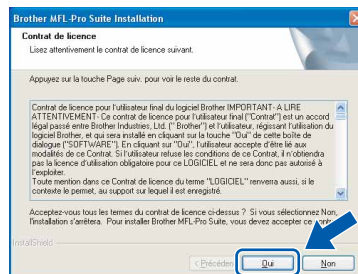 Brother MFL-Pro Suite Installation
Contrat de licence
Lisez attentivement le contrat de licence suivant.
Appuyez sur la touche Page suiv. pour voir le reste du contrat.
Contrat de licence pour l'utilisateur final du logiciel Brother IMPORTANT- A LIRE
ATTENTIVEMENT- Ce contrat de licence pour l'utilisateur final ("Contrat") est un accord
légal passé entre Brother Industries, Ltd. (" Brother") et l'utilisateur, régissant l'utilisation du
logiciel Brother, et qui sera installé en cliquant sur la touche "Oui" de cette boîte de
dialogue ("SOFTWARE"). En cliquant sur "Oui", l'utilisateur accepte d'être lié aux
modalités de ce Contrat. Si l'utilisateur refuse les conditions de ce Contrat, il n'obtiendra
pas la licence d'utilisation obligatoire pour ce LOGICIEL et ne sera donc pas autorisé à
l'exploiter.
Toute mention dans ce Contrat de licence du terme "LOGICIEL" renverra aussi, si le
contexte le permet, au support sur lequel il est enregistré.
Acceptez-vous tous les termes du contrat de licence ci-dessus ? Si vous sélectionnez Non,
l'installation s'arrêtera. Pour installer Brother MFL-Pro Suite, vous devez accepter ce
InstallShield
< Précéden
Oui
Non